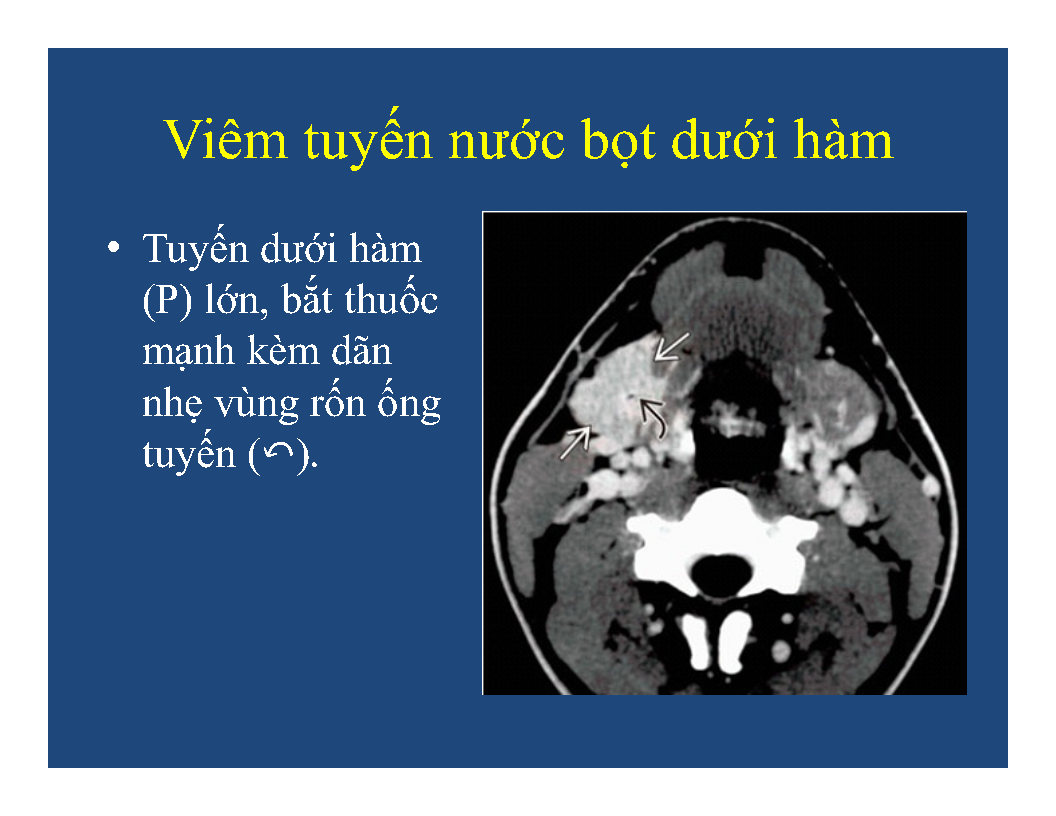 Viêm tuyến nước bọt dưới hàm
• Tuyến dưới hàm
(P) lớn, bắt thuốc
mạnh kèm dãn
nhẹ vùng rốn ống
tuyến (↶).